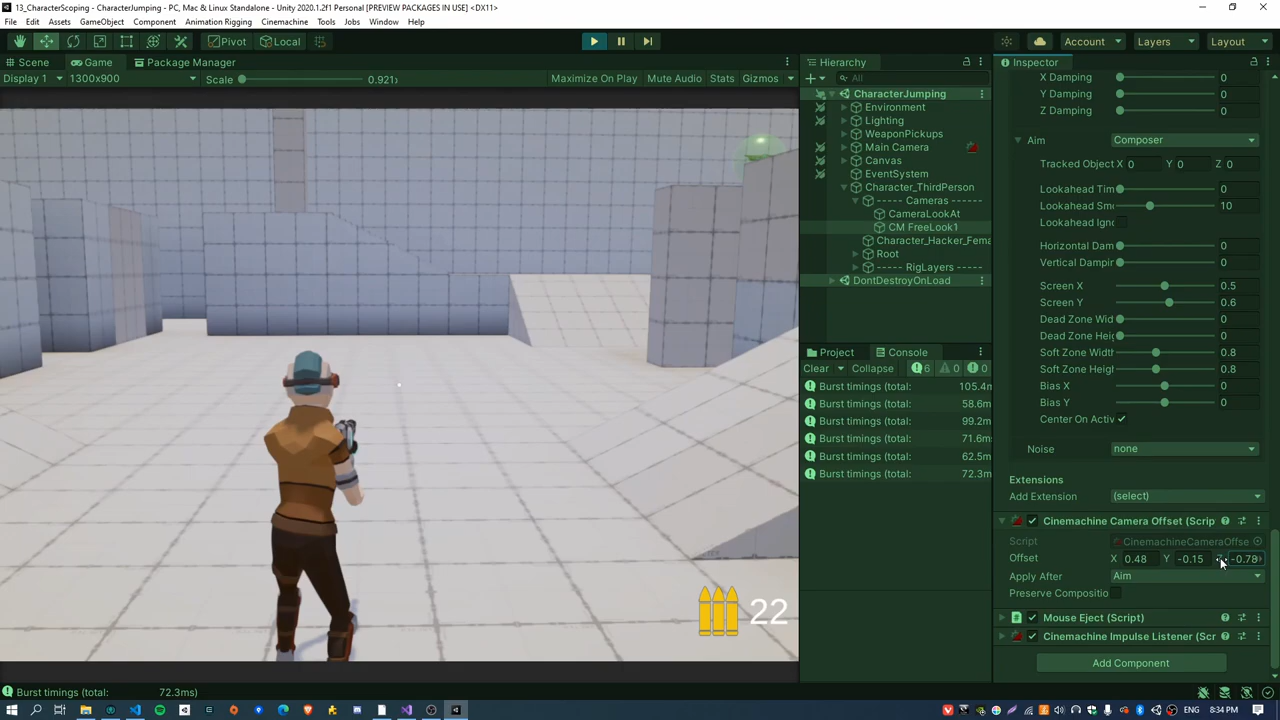 13_CharacterScoping - CharacterJumping - PC, Mac & Linux Standalone - Unity 2020.1.2f1 Personal [PREVIEW PACKAGES IN USE] <DX11>
File Edit Assets GameObject Component Animation Rigging Cinemachine Tools Jobs Window Help
Pivot Local Account Layers Layout
Scene Game Package Manager Hierarchy Inspector
Display 1 1300x900 Scale 0.921 Maximize On Play Mute Audio Stats Gizmos All
CharacterJumping
Environment
Lighting
WeaponPickups
Main Camera
Canvas
EventSystem
Character_ThirdPerson
----- Cameras ------
CameraLookAt
CM FreeLook1
Character_Hacker_Fema
Root
----- RigLayers -----
DontDestroyOnLoad
Project Console
Clear Collapse 6 0 0
Burst timings (total: 105.4m
Burst timings (total: 58.6m
Burst timings (total: 99.2m
Burst timings (total: 71.6m
Burst timings (total: 62.5m
Burst timings (total: 72.3m
X Damping 0
Y Damping 0
Z Damping 0
Aim Composer
Tracked Object X 0 Y 0 Z 0
Lookahead Tim 0
Lookahead Smo 10
Lookahead Igno
Horizontal Dam 0
Vertical Dampin 0
Screen X 0.5
Screen Y 0.6
Dead Zone Wid 0
Dead Zone Heig 0
Soft Zone Width 0.8
Soft Zone Heigh 0.8
Bias X 0
Bias Y 0
Center On Activ
Noise none
Extensions
Add Extension (select)
Cinemachine Camera Offset (Scrip
Script CinemachineCameraOffse
Offset X 0.48 Y -0.15 Z -0.78
Apply After Aim
Preserve Compositio
Mouse Eject (Script)
Cinemachine Impulse Listener (Scr
Add Component
22
Burst timings (total: 72.3ms)
ENG 8:34 PM